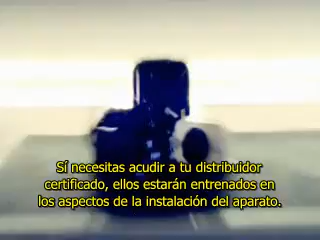 Sí necesitas acudir a tu distribuidor
certificado, ellos estarán entrenados en
los aspectos de la instalación del aparato.